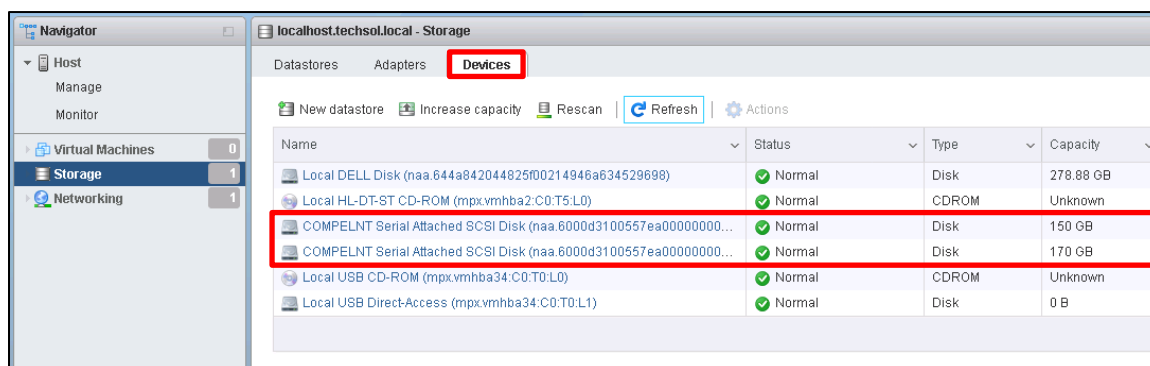 Navigator
Host
Manage
Monitor
Virtual Machines 0
Storage 1
Networking 1
localhost.techsol.local - Storage
Datastores Adapters Devices
New datastore Increase capacity Rescan Refresh Actions
Name Status Type Capacity
Local DELL Disk (naa.644a842044825f00214946a634529698) Normal Disk 278.88 GB
Local HL-DT-ST CD-ROM (mpx.vmhba2:C0:T5:L0) Normal CDROM Unknown
COMPELNT Serial Attached SCSI Disk (naa.6000d3100557ea00000000... Normal Disk 150 GB
COMPELNT Serial Attached SCSI Disk (naa.6000d3100557ea00000000... Normal Disk 170 GB
Local USB CD-ROM (mpx.vmhba34:C0:T0:L0) Normal CDROM Unknown
Local USB Direct-Access (mpx.vmhba34:C0:T0:L1) Normal Disk 0 B